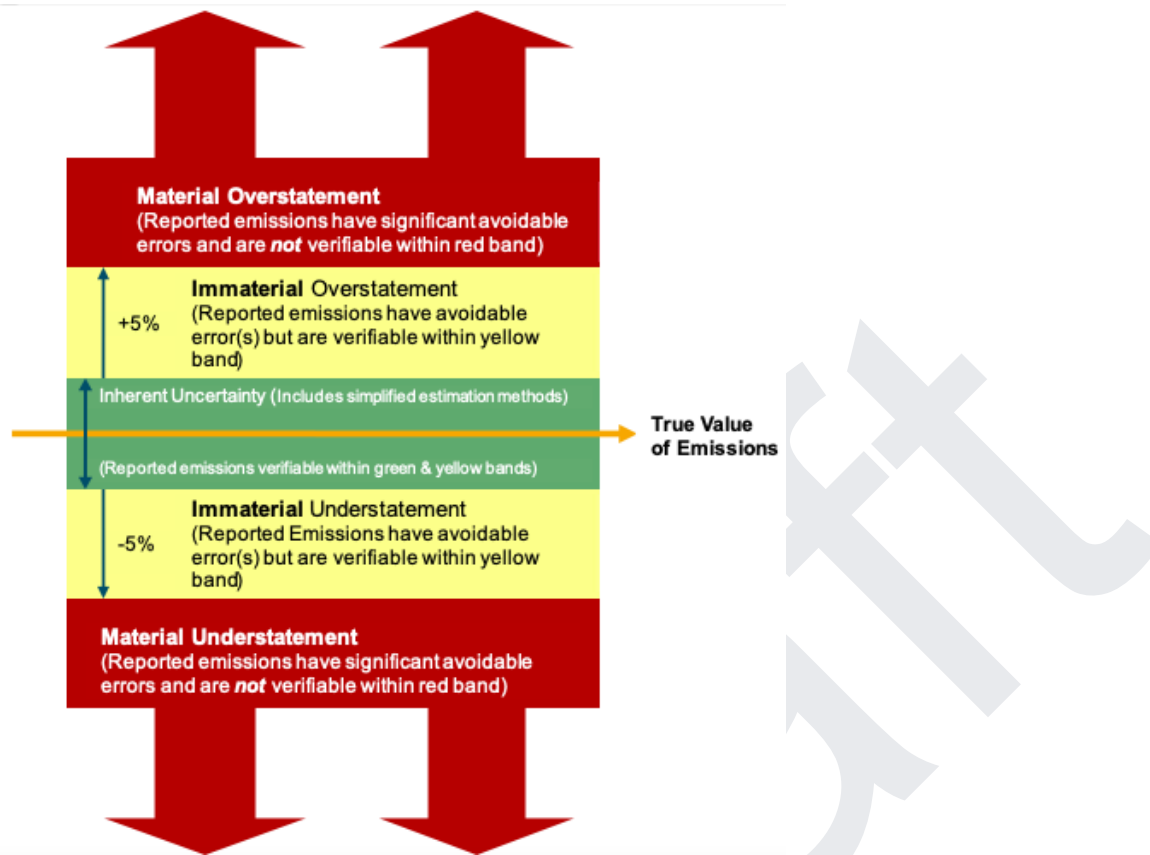 Material Overstatement
(Reported emissions have significant avoidable
errors and are not verifiable within red band)
+5%
Immaterial Overstatement
(Reported emissions have avoidable
error(s) but are verifiable within yellow
band)
Inherent Uncertainty (Includes simplified estimation methods)
True Value
of Emissions
(Reported emissions verifiable within green & yellow bands)
-5%
Immaterial Understatement
(Reported Emissions have avoidable
error(s) but are verifiable within yellow
band)
Material Understatement
(Reported emissions have significant avoidable
errors and are not verifiable within red band)